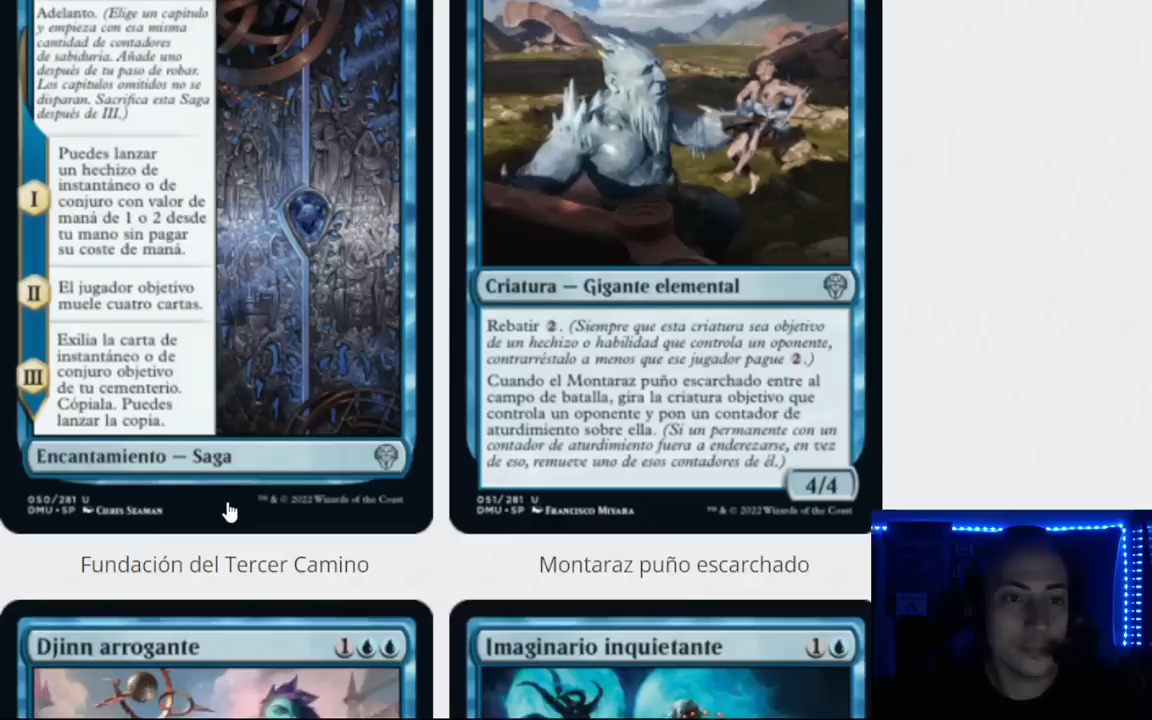 Adelanto. (Elige un capítulo
y empieza con esa misma
cantidad de contadores
de sabiduría. Añade uno
después de tu paso de robar.
Los capítulos omitidos no se
disparan. Sacrifica esta Saga
después de III.)
I
Puedes lanzar
un hechizo de
instantáneo o de
conjuro con valor de
maná de 1 o 2 desde
tu mano sin pagar
su coste de maná.
II
El jugador objetivo
muele cuatro cartas.
III
Exilia la carta de
instantáneo o de
conjuro objetivo
de tu cementerio.
Cópiala. Puedes
lanzar la copia.
Encantamiento — Saga
050/281 U
DMU • SP Chris Seaman
™ & © 2022 Wizards of the Coast
Fundación del Tercer Camino
Criatura — Gigante elemental
Rebatir 2. (Siempre que esta criatura sea objetivo
de un hechizo o habilidad que controla un oponente,
contrarréstalo a menos que ese jugador pague 2.)
Cuando el Montaraz puño escarchado entre al
campo de batalla, gira la criatura objetivo que
controla un oponente y pon un contador de
aturdimiento sobre ella. (Si un permanente con un
contador de aturdimiento fuera a enderezarse, en vez
de eso, remueve uno de esos contadores de él.)
4/4
051/281 U
DMU • SP Francisco Miyara
™ & © 2022 Wizards of the Coast
Montaraz puño escarchado
Djinn arrogante 1
Imaginario inquietante 1